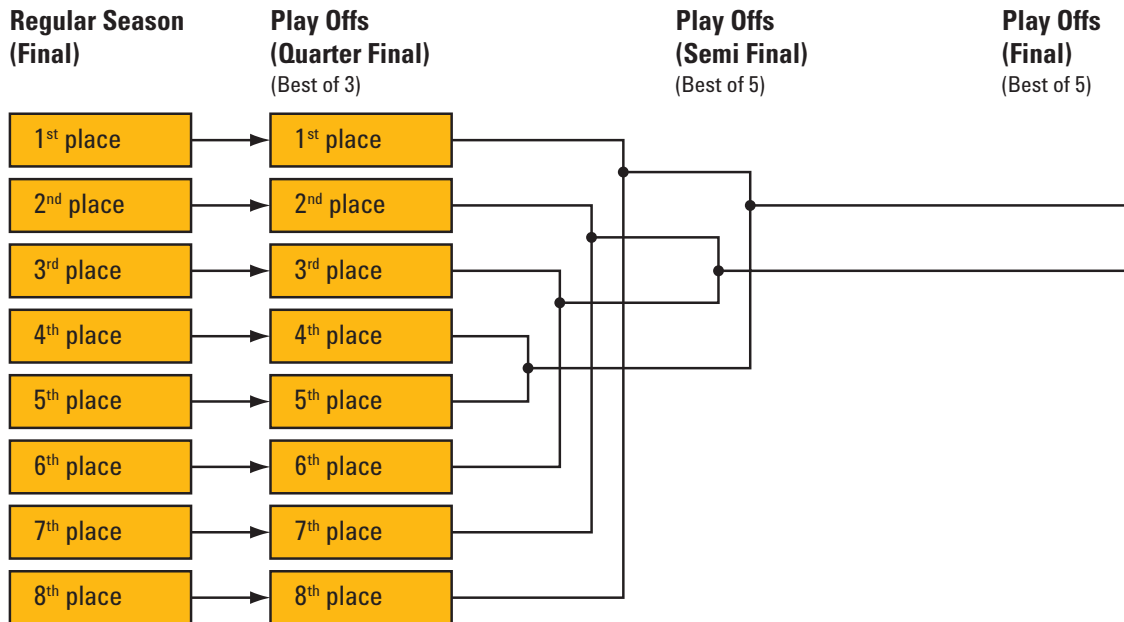 Regular Season
(Final)
Play Offs
(Quarter Final)
(Best of 3)
Play Offs
(Semi Final)
(Best of 5)
Play Offs
(Final)
(Best of 5)
1st place
1st place
2nd place
2nd place
3rd place
3rd place
4th place
4th place
5th place
5th place
6th place
6th place
7th place
7th place
8th place
8th place